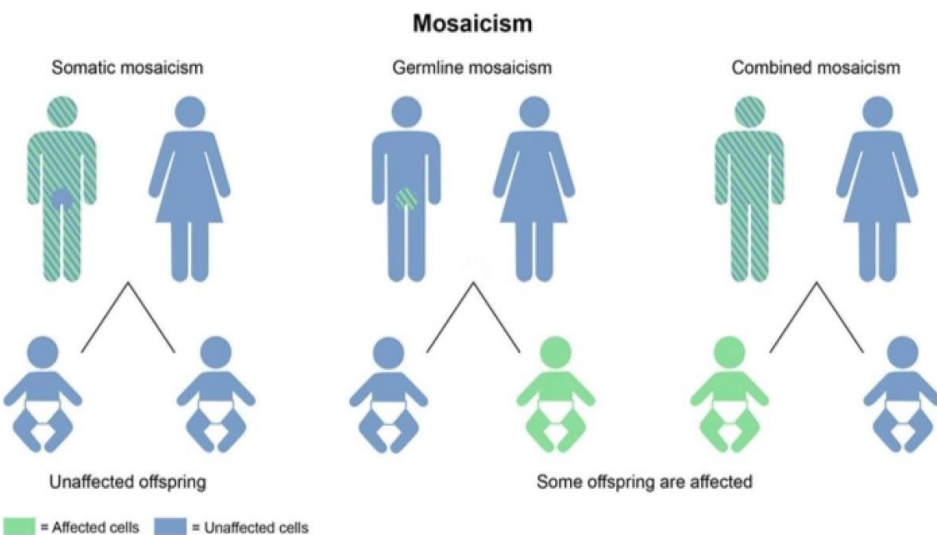 Mosaicism
Somatic mosaicism
Germline mosaicism
Combined mosaicism
Unaffected offspring
Some offspring are affected
= Affected cells
= Unaffected cells